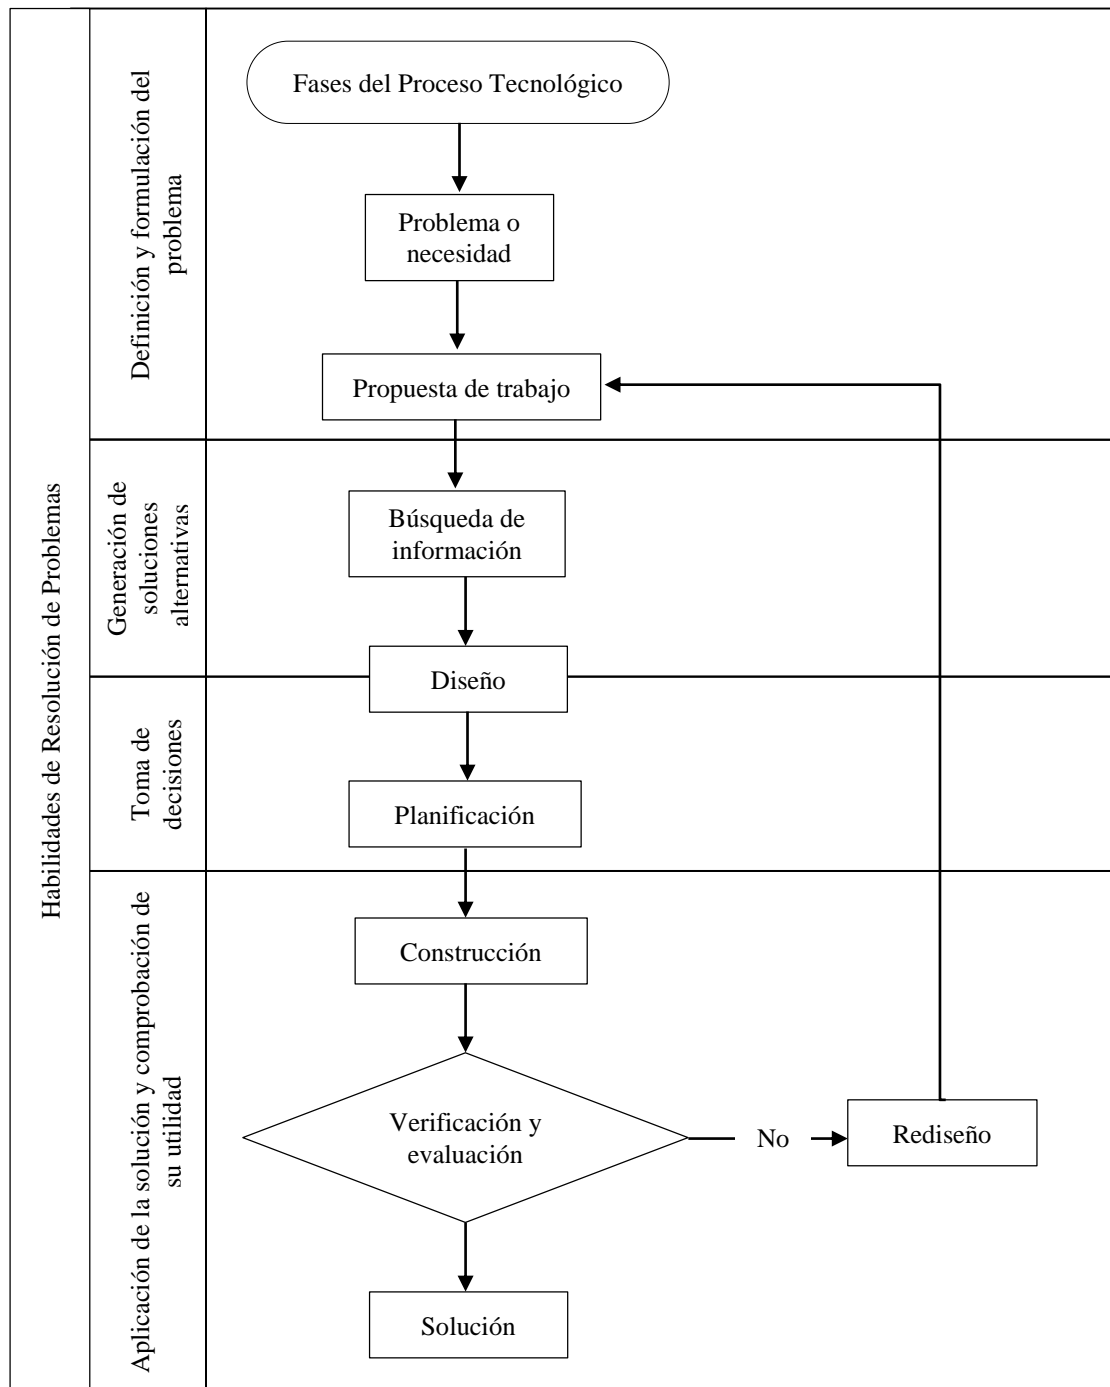 Habilidades de Resolución de Problemas
Definición y formulación del
problema
Fases del Proceso Tecnológico
Problema o
necesidad
Propuesta de trabajo
Generación de
soluciones
alternativas
Búsqueda de
información
Diseño
Toma de
decisiones
Planificación
Aplicación de la solución y comprobación de
su utilidad
Construcción
Verificación y
evaluación
No
Rediseño
Solución